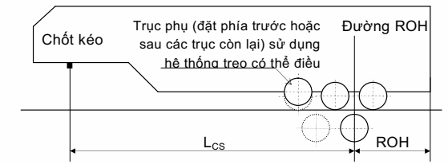 Chốt kéo
Trục phụ (đặt phía trước hoặc
sau các trục còn lại) sử dụng
hệ thống treo có thể điều
Đường ROH
L_CS
ROH